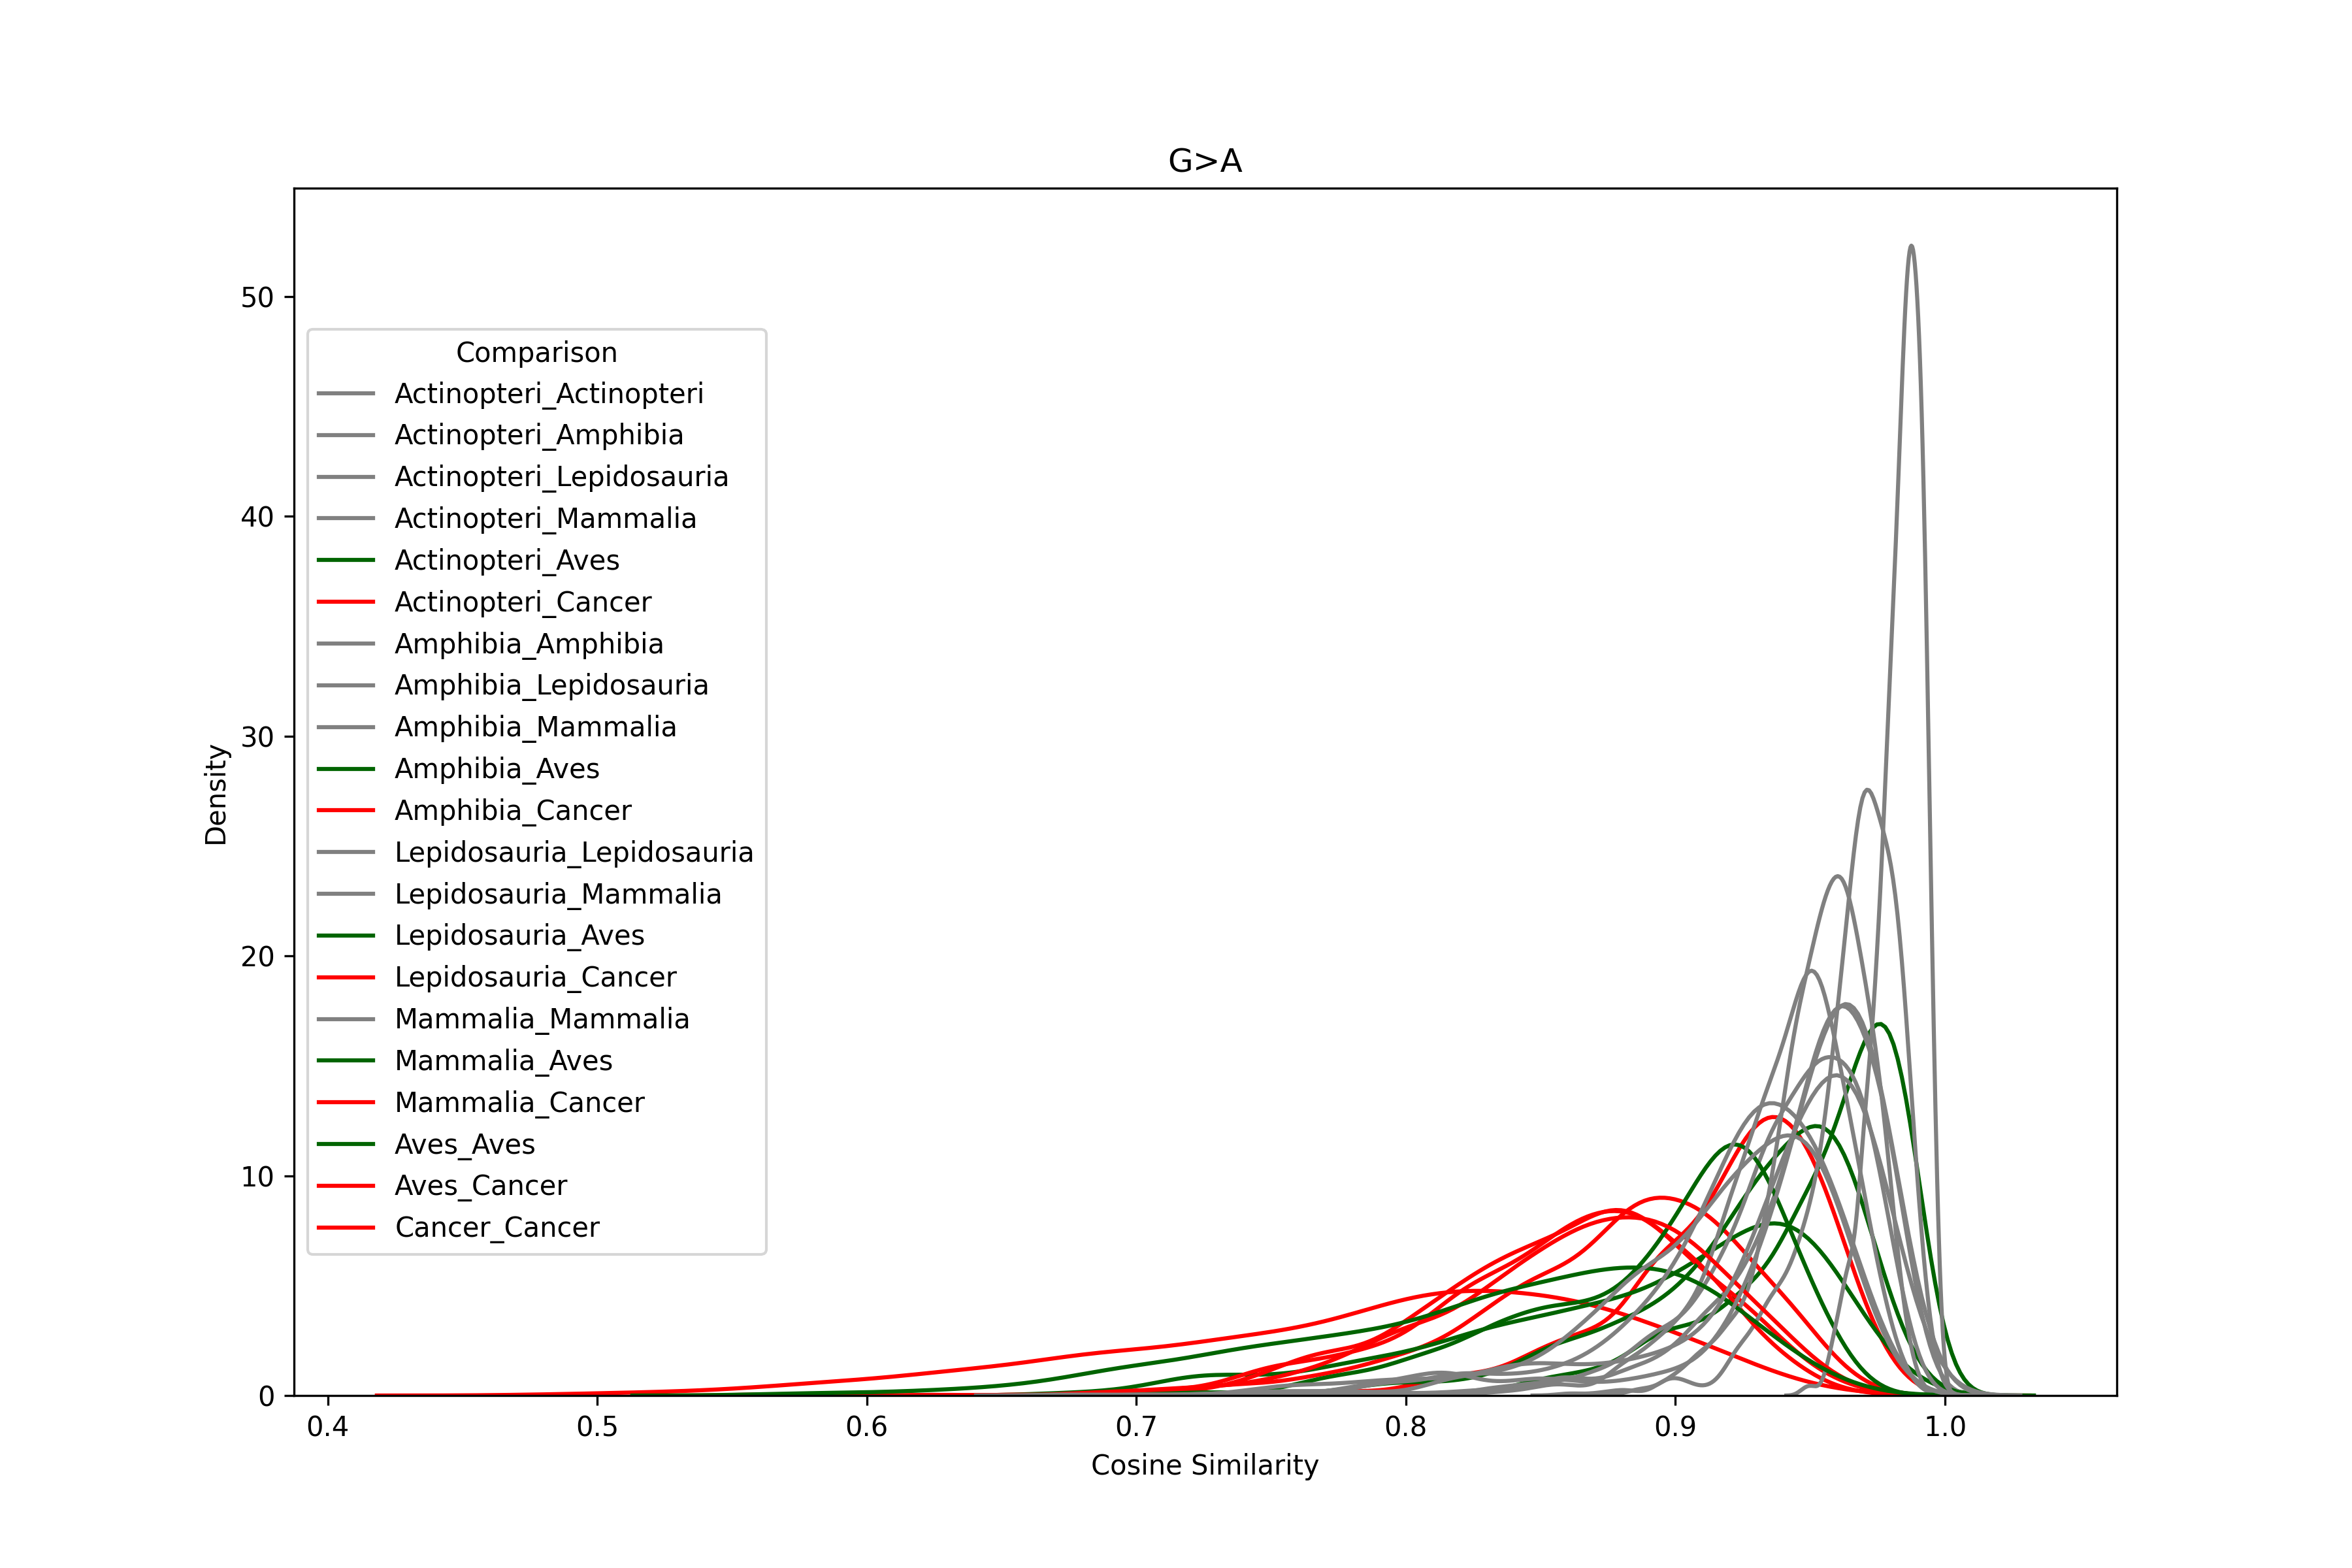 G>A
50
40
30
20
10
0
Density
Comparison
Actinopteri_Actinopteri
Actinopteri_Amphibia
Actinopteri_Lepidosauria
Actinopteri_Mammalia
Actinopteri_Aves
Actinopteri_Cancer
Amphibia_Amphibia
Amphibia_Lepidosauria
Amphibia_Mammalia
Amphibia_Aves
Amphibia_Cancer
Lepidosauria_Lepidosauria
Lepidosauria_Mammalia
Lepidosauria_Aves
Lepidosauria_Cancer
Mammalia_Mammalia
Mammalia_Aves
Mammalia_Cancer
Aves_Aves
Aves_Cancer
Cancer_Cancer
0.4 0.5 0.6 0.7 0.8 0.9 1.0
Cosine Similarity